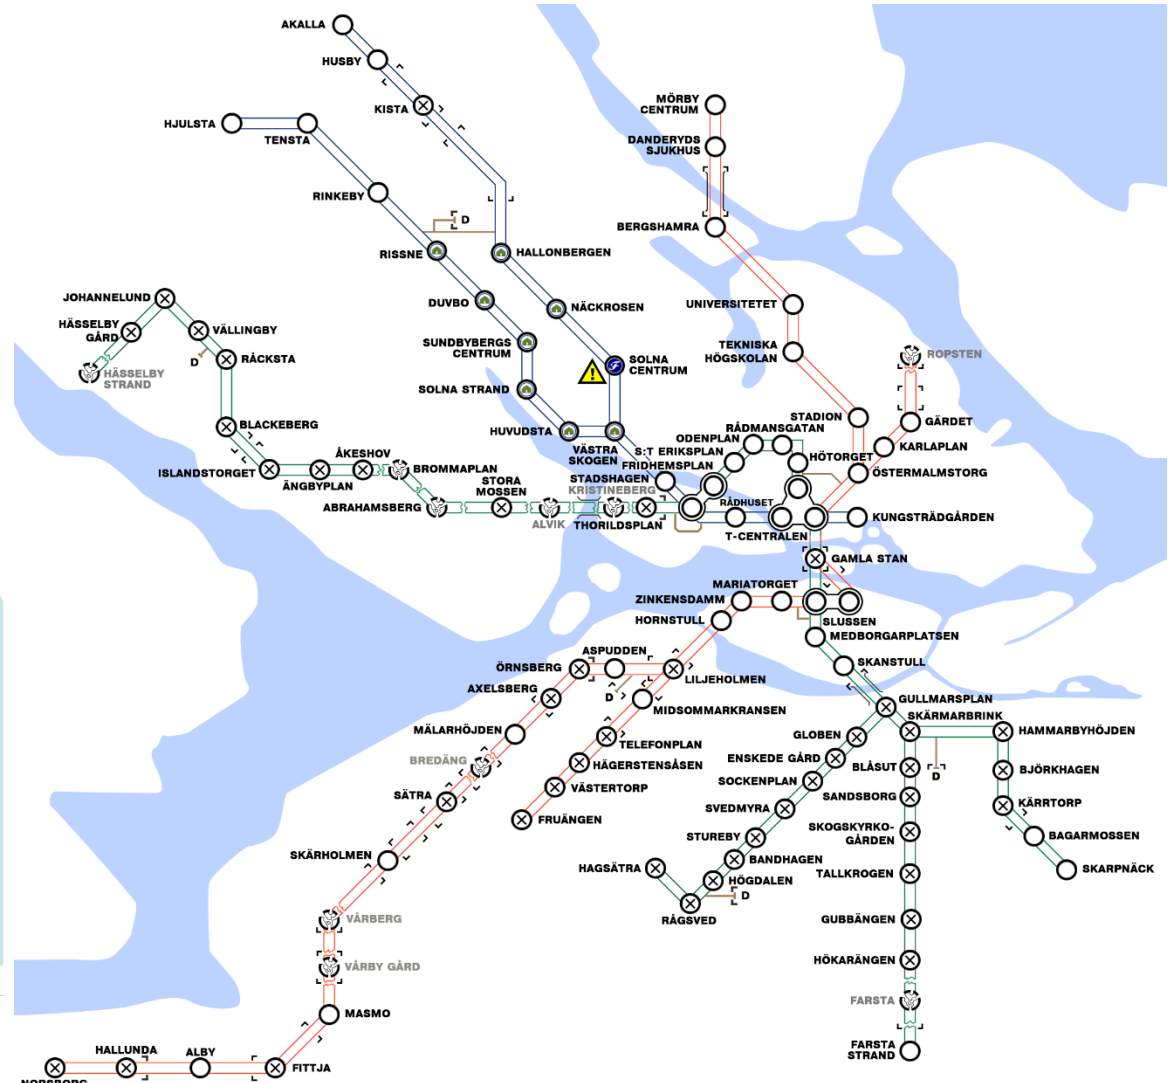 AKALLA
HUSBY
KISTA
HJULSTA
TENSTA
RINKEBY
D
RISSNE
HALLONBERGEN
DUVBO
NÄCKROSEN
SUNDBYBERGS
CENTRUM
SOLNA
CENTRUM
SOLNA STRAND
HUVUDSTA
VÄSTRA
SKOGEN
STADSHAGEN
MÖRBY
CENTRUM
DANDERYDS
SJUKHUS
BERGSHAMRA
UNIVERSITETET
TEKNISKA
HÖGSKOLAN
ROPSTEN
STADION
GÄRDET
KARLAPLAN
ÖSTERMALMSTORG
JOHANNELUND
HÄSSELBY
GÅRD
HÄSSELBY
STRAND
VÄLLINGBY
D
RÅCKSTA
BLACKEBERG
ISLANDSTORGET
ÄNGBYPLAN
ÅKESHOV
BROMMAPLAN
ABRAHAMSBERG
STORA
MOSSEN
ALVIK
KRISTINEBERG
THORILDSPLAN
FRIDHEMSPLAN
S:T ERIKSPLAN
ODENPLAN
RÅDMANSGATAN
HÖTORGET
RÅDHUSET
T-CENTRALEN
KUNGSTRÄDGÅRDEN
GAMLA STAN
MARIATORGET
ZINKENSDAMM
HORNSTULL
SLUSSEN
MEDBORGARPLATSEN
SKANSTULL
GULLMARSPLAN
SKÄRMARBRINK
HAMMARBYHÖJDEN
D
BJÖRKHAGEN
KÄRRTORP
BAGARMOSSEN
SKARPNÄCK
LILJEHOLMEN
ASPUDDEN
D
ÖRNSBERG
AXELSBERG
MÄLARHÖJDEN
BREDÄNG
SÄTRA
SKÄRHOLMEN
VÅRBERG
VÅRBY GÅRD
MASMO
FITTJA
ALBY
HALLUNDA
NORSBORG
MIDSOMMARKRANSEN
TELEFONPLAN
HÄGERSTENSÅSEN
VÄSTERTORP
FRUÄNGEN
GLOBEN
ENSKEDE GÅRD
SOCKENPLAN
SVEDMYRA
STUREBY
BANDHAGEN
HÖGDALEN
D
RÅGSVED
HAGSÄTRA
BLÅSUT
SANDSBORG
SKOGSKYRKO-
GÅRDEN
TALLKROGEN
GUBBÄNGEN
HÖKARÄNGEN
FARSTA
FARSTA
STRAND